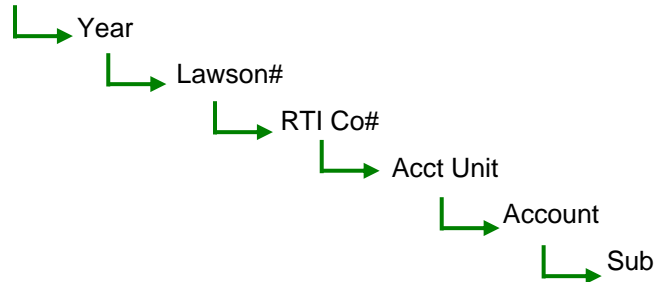 Year
Lawson#
RTI Co#
Acct Unit
Account
Sub